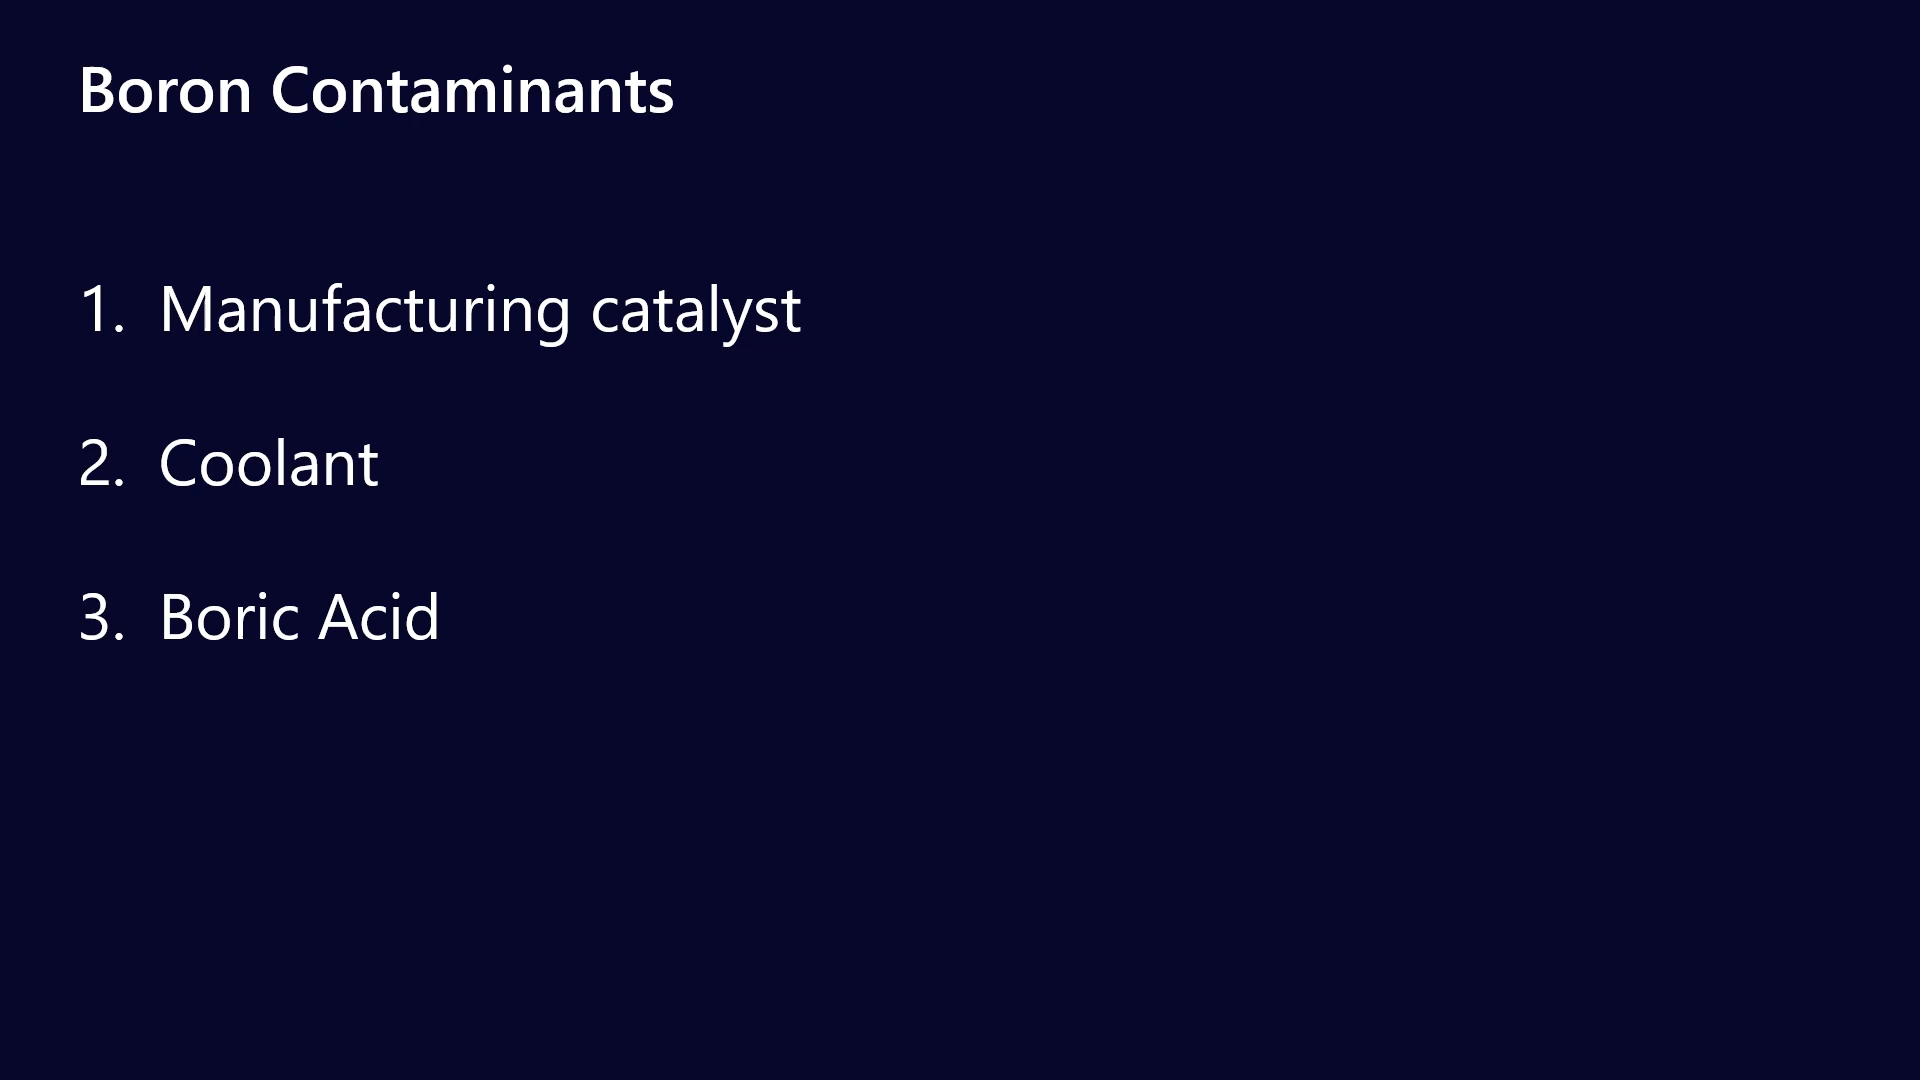 Boron Contaminants
1. Manufacturing catalyst
2. Coolant
3. Boric Acid